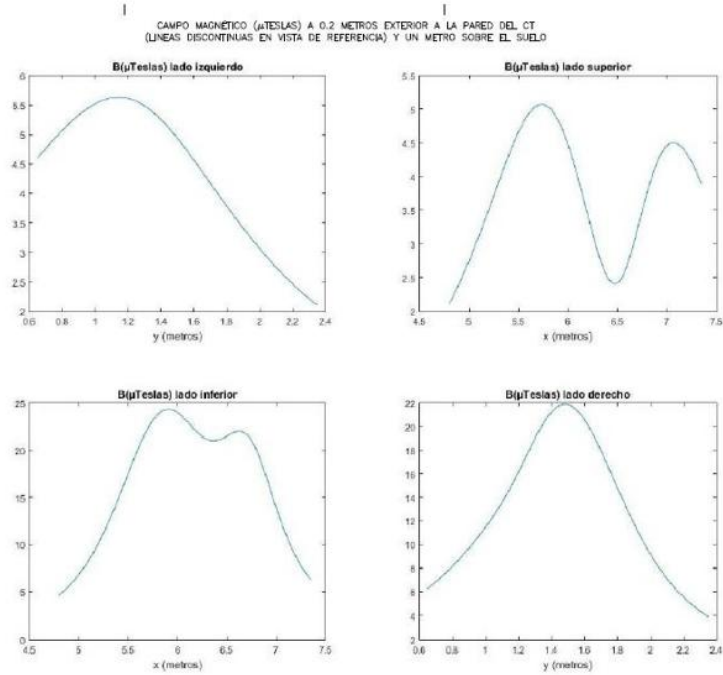 CAMPO MAGNÉTICO (μTESLAS) A 0.2 METROS EXTERIOR A LA PARED DEL CT
(LINEAS DISCONTINUAS EN VISTA DE REFERENCIA) Y UN METRO SOBRE EL SUELO
B(μTeslas) lado izquierdo
6
5.5
5
4.5
4
3.5
3
2.5
2
0.6 0.8 1 1.2 1.4 1.6 1.8 2 2.2 2.4
y (metros)
B(μTeslas) lado superior
5.5
5
4.5
4
3.5
3
2.5
2
4.5 5 5.5 6 6.5 7 7.5
x (metros)
B(μTeslas) lado inferior
25
20
15
10
5
0
4.5 5 5.5 6 6.5 7 7.5
x (metros)
B(μTeslas) lado derecho
22
20
18
16
14
12
10
8
6
4
2
0.6 0.8 1 1.2 1.4 1.6 1.8 2 2.2 2.4
y (metros)